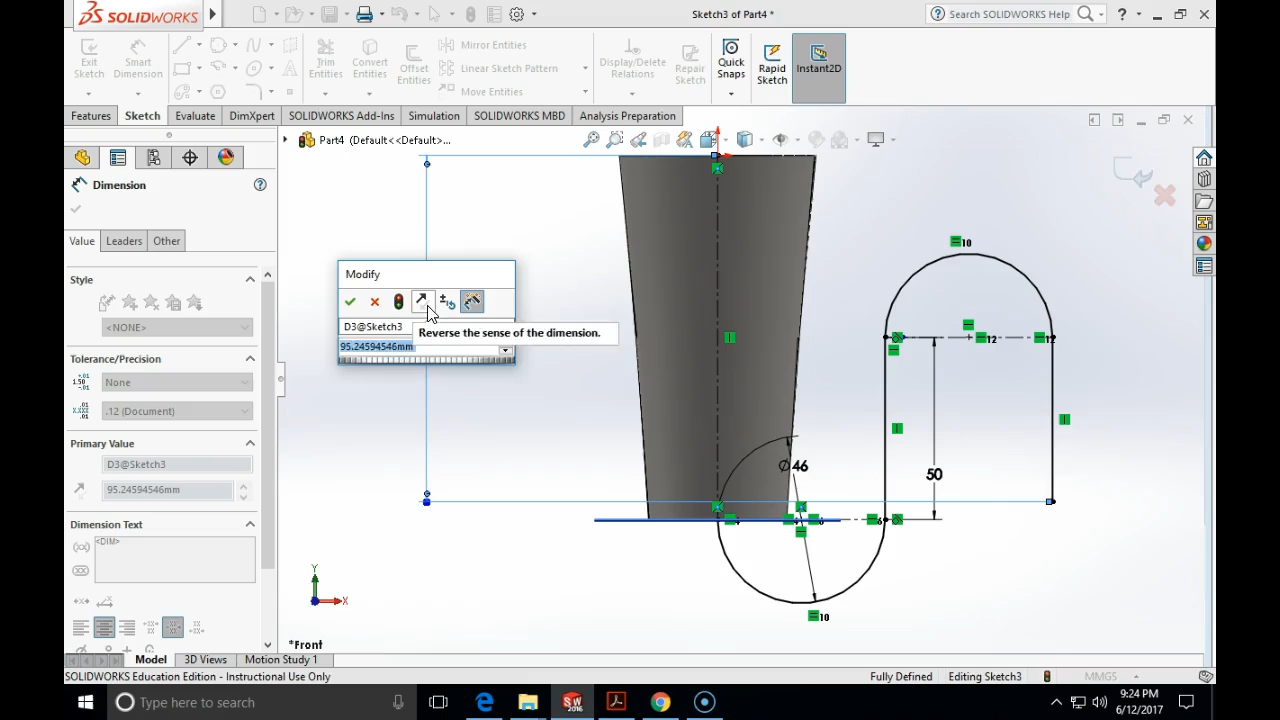 SOLIDWORKS
Sketch3 of Part4 *
Search SOLIDWORKS Help
Exit Sketch
Smart Dimension
Trim Entities
Convert Entities
Offset Entities
Mirror Entities
Linear Sketch Pattern
Move Entities
Display/Delete Relations
Repair Sketch
Quick Snaps
Rapid Sketch
Instant2D
Features
Sketch
Evaluate
DimXpert
SOLIDWORKS Add-Ins
Simulation
SOLIDWORKS MBD
Analysis Preparation
Part4 (Default<<Default>...
Dimension
Value
Leaders
Other
Style
<NONE>
Tolerance/Precision
None
.12 (Document)
Primary Value
D3@Sketch3
95.24594546mm
Dimension Text
<DIM>
Modify
D3@Sketch3
95.24594546mm
Reverse the sense of the dimension.
10
12
12
Ø46
50
6
10
Y
X
*Front
Model
3D Views
Motion Study 1
SOLIDWORKS Education Edition - Instructional Use Only
Fully Defined
Editing Sketch3
MMGS
Type here to search
SW
2016
9:24 PM
6/12/2017